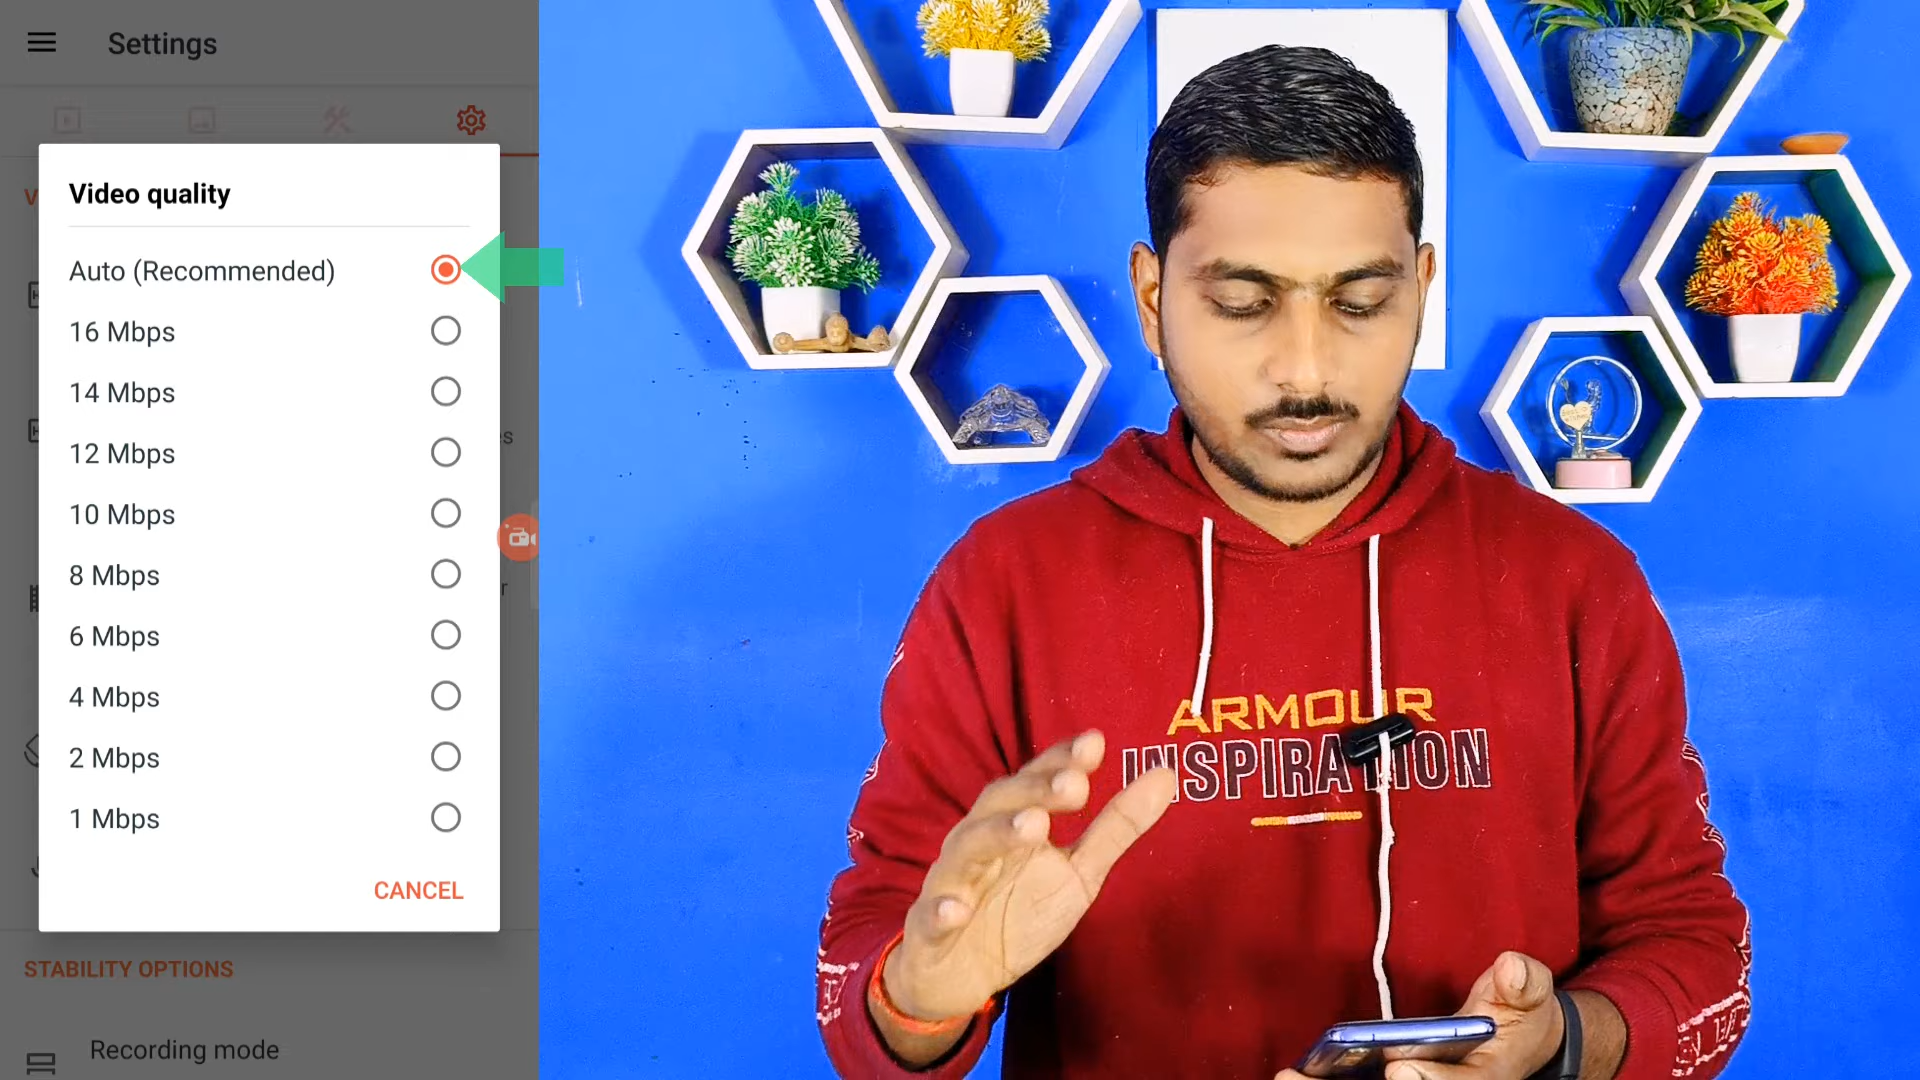 Settings
Video quality
Auto (Recommended)
16 Mbps
14 Mbps
12 Mbps
10 Mbps
8 Mbps
6 Mbps
4 Mbps
2 Mbps
1 Mbps
CANCEL
STABILITY OPTIONS
Recording mode
ARMOUR
INSPIRATION